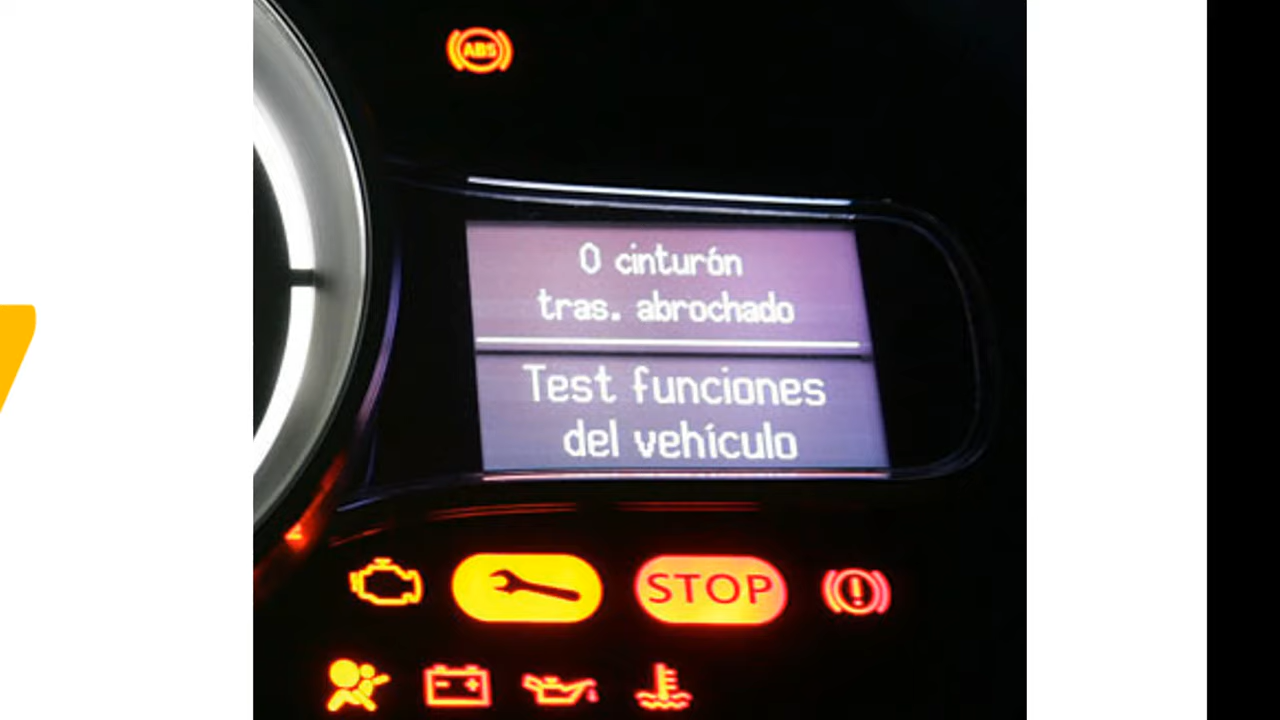 ABS
0 cinturón
tras. abrochado
Test funciones
del vehículo
STOP